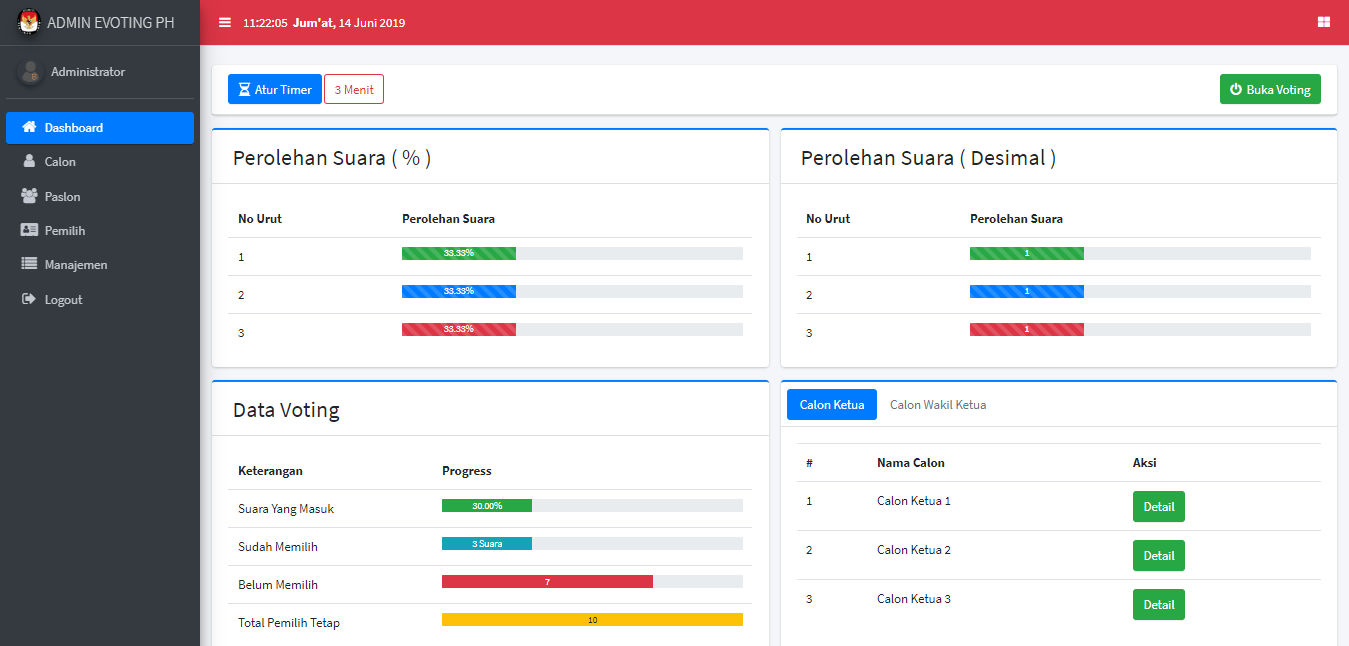 ADMIN EVOTING PH
11:22:05 Jum'at, 14 Juni 2019
Administrator
Dashboard
Calon
Paslon
Pemilih
Manajemen
Logout
Atur Timer 3 Menit Buka Voting
Perolehan Suara ( % )
No Urut Perolehan Suara
1 33.33%
2 33.33%
3 33.33%
Perolehan Suara ( Desimal )
No Urut Perolehan Suara
1 1
2 1
3 1
Data Voting
Keterangan Progress
Suara Yang Masuk 30.00%
Sudah Memilih 3 Suara
Belum Memilih 7
Total Pemilih Tetap 10
Calon Ketua Calon Wakil Ketua
# Nama Calon Aksi
1 Calon Ketua 1 Detail
2 Calon Ketua 2 Detail
3 Calon Ketua 3 Detail